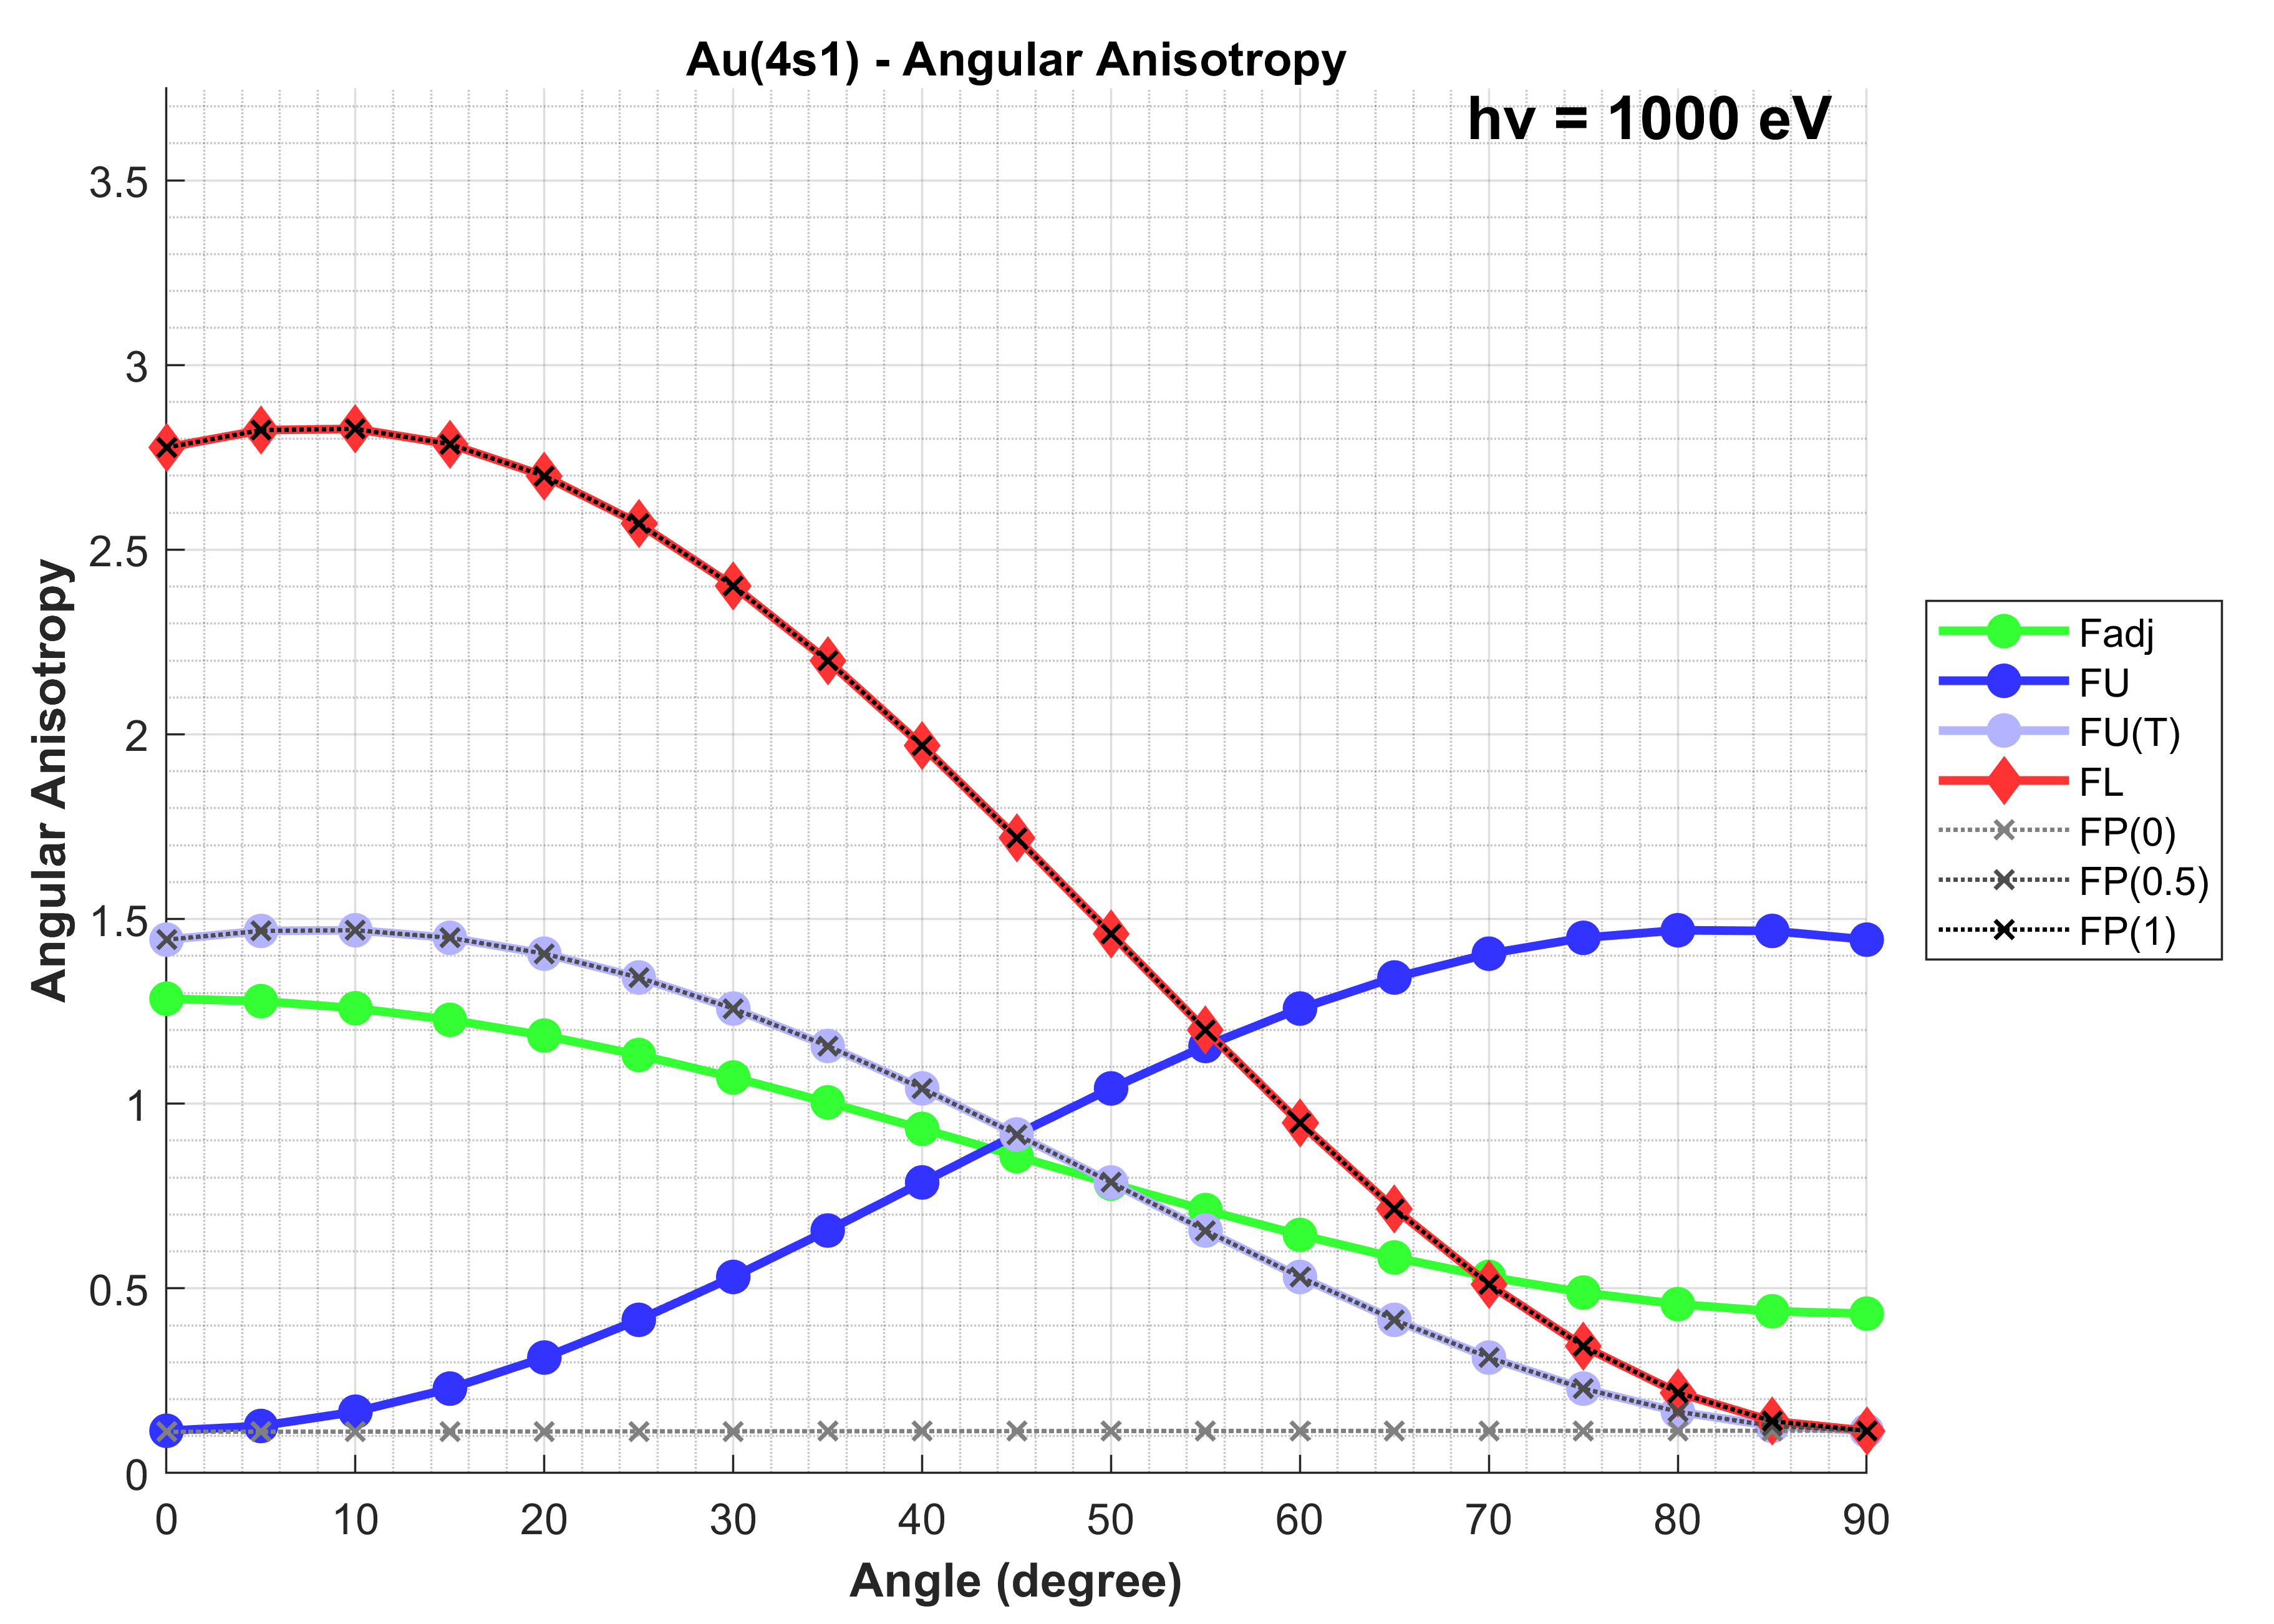 Au(4s1) - Angular Anisotropy
hν = 1000 eV
3.5
3
2.5
2
1.5
1
0.5
0
0 10 20 30 40 50 60 70 80 90
Angular Anisotropy
Angle (degree)
Fadj
FU
FU(T)
FL
FP(0)
FP(0.5)
FP(1)